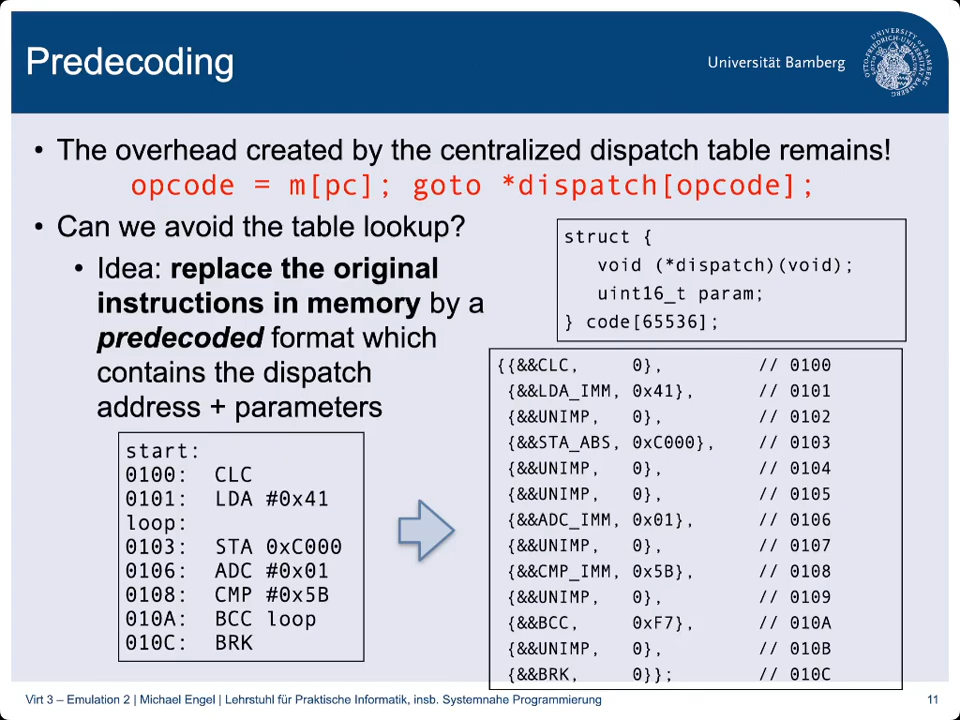 Predecoding
Universität Bamberg
• The overhead created by the centralized dispatch table remains!
opcode = m[pc]; goto *dispatch[opcode];
• Can we avoid the table lookup?
• Idea: replace the original
instructions in memory by a
predecoded format which
contains the dispatch
address + parameters
struct {
void (*dispatch)(void);
uint16_t param;
} code[65536];
start:
0100: CLC
0101: LDA #0x41
loop:
0103: STA 0xC000
0106: ADC #0x01
0108: CMP #0x5B
010A: BCC loop
010C: BRK
{{&&CLC, 0}, // 0100
{&&LDA_IMM, 0x41}, // 0101
{&&UNIMP, 0}, // 0102
{&&STA_ABS, 0xC000}, // 0103
{&&UNIMP, 0}, // 0104
{&&UNIMP, 0}, // 0105
{&&ADC_IMM, 0x01}, // 0106
{&&UNIMP, 0}, // 0107
{&&CMP_IMM, 0x5B}, // 0108
{&&UNIMP, 0}, // 0109
{&&BCC, 0xF7}, // 010A
{&&UNIMP, 0}, // 010B
{&&BRK, 0}}; // 010C
Virt 3 – Emulation 2 | Michael Engel | Lehrstuhl für Praktische Informatik, insb. Systemnahe Programmierung
11